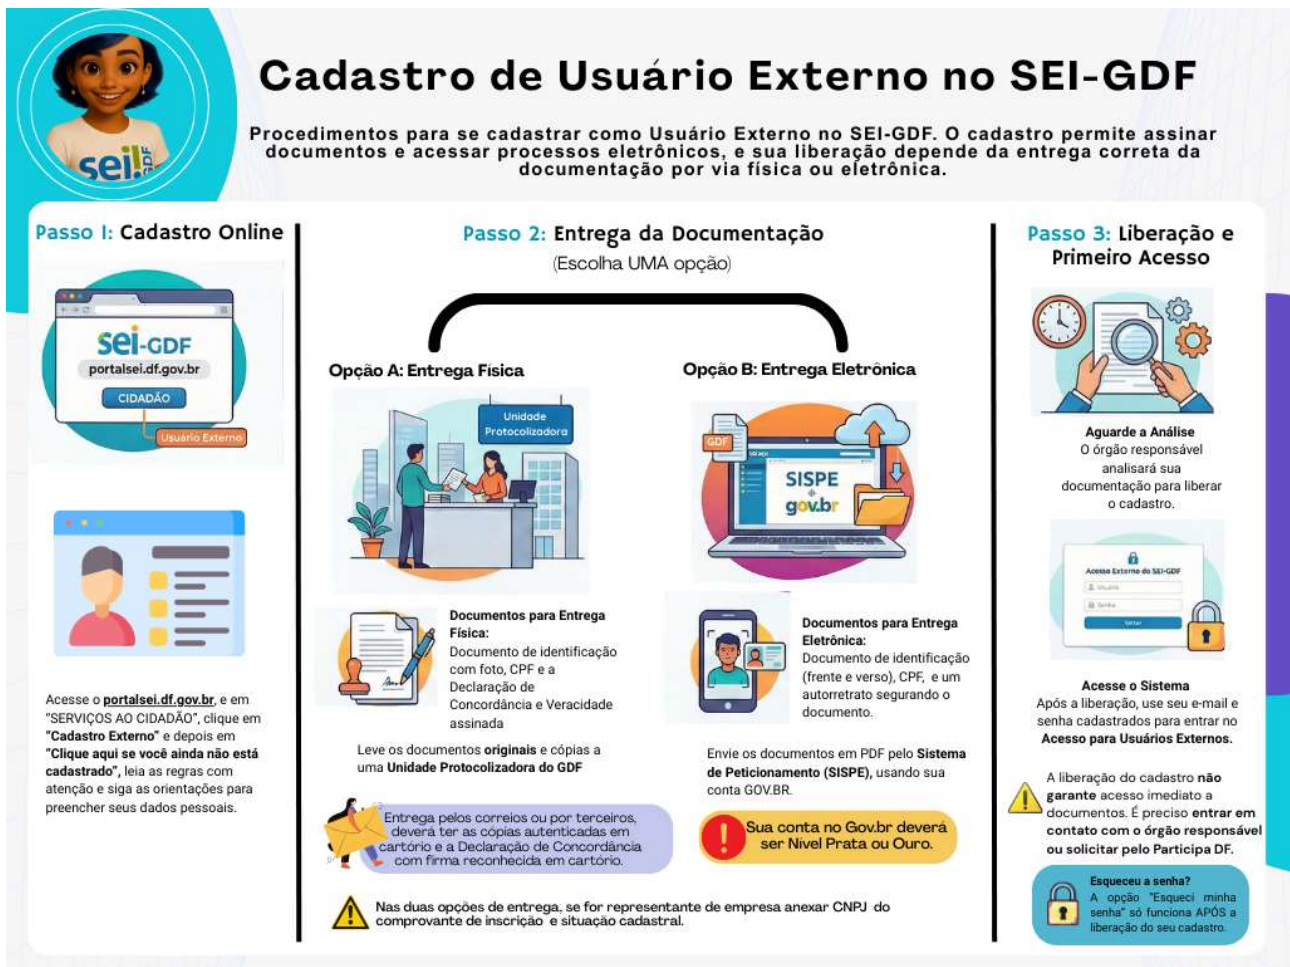 sei!
GDF
Cadastro de Usuário Externo no SEI-GDF
Procedimentos para se cadastrar como Usuário Externo no SEI-GDF. O cadastro permite assinar
documentos e acessar processos eletrônicos, e sua liberação depende da entrega correta da
documentação por via física ou eletrônica.
Passo 1: Cadastro Online
sei-GDF
portalsei.df.gov.br
CIDADÃO
Usuário Externo
Acesse o portalsei.df.gov.br, e em
"SERVIÇOS AO CIDADÃO", clique em
"Cadastro Externo" e depois em
"Clique aqui se você ainda não está
cadastrado", leia as regras com
atenção e siga as orientações para
preencher seus dados pessoais.
Passo 2: Entrega da Documentação
(Escolha UMA opção)
Opção A: Entrega Física
Unidade
Protocolizadora
Documentos para Entrega
Física:
Documento de identificação
com foto, CPF e a
Declaração de
Concordância e Veracidade
assinada
Leve os documentos originais e cópias a
uma Unidade Protocolizadora do GDF
Entrega pelos correios ou por terceiros,
deverá ter as cópias autenticadas em
cartório e a Declaração de Concordância
com firma reconhecida em cartório.
Opção B: Entrega Eletrônica
GDF
SISPE
+
gov.br
Documentos para Entrega
Eletrônica:
Documento de identificação
(frente e verso), CPF, e um
autorretrato segurando o
documento.
Envie os documentos em PDF pelo Sistema
de Peticionamento (SISPE), usando sua
conta GOV.BR.
Sua conta no Gov.br deverá
ser Nível Prata ou Ouro.
Nas duas opções de entrega, se for representante de empresa anexar CNPJ do
comprovante de inscrição e situação cadastral.
Passo 3: Liberação e
Primeiro Acesso
Aguarde a Análise
O órgão responsável
analisará sua
documentação para liberar
o cadastro.
Acesso Externo do SEI-GDF
Usuário
Senha
Entrar
Acesse o Sistema
Após a liberação, use seu e-mail e
senha cadastrados para entrar no
Acesso para Usuários Externos.
A liberação do cadastro não
garante acesso imediato a
documentos. É preciso entrar em
contato com o órgão responsável
ou solicitar pelo Participa DF.
Esqueceu a senha?
A opção "Esqueci minha
senha" só funciona APÓS a
liberação do seu cadastro.